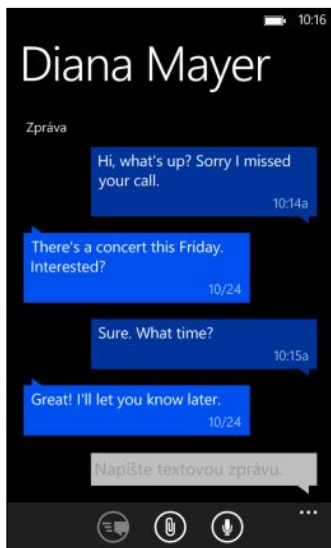 10:16
Diana Mayer
Zpráva
Hi, what's up? Sorry I missed
your call.
10:14a
There's a concert this Friday.
Interested?
10/24
Sure. What time?
10:15a
Great! I'll let you know later.
10/24
Napište textovou zprávu.